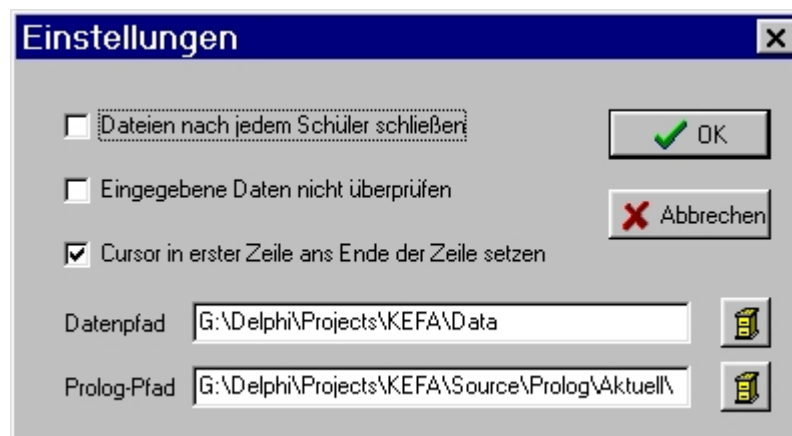 Einstellungen
Dateien nach jedem Schüler schließen
OK
Eingegebene Daten nicht überprüfen
Abbrechen
Cursor in erster Zeile ans Ende der Zeile setzen
Datenpfad G:\Delphi\Projects\KEFA\Data
Prolog-Pfad G:\Delphi\Projects\KEFA\Source\Prolog\Aktuell\